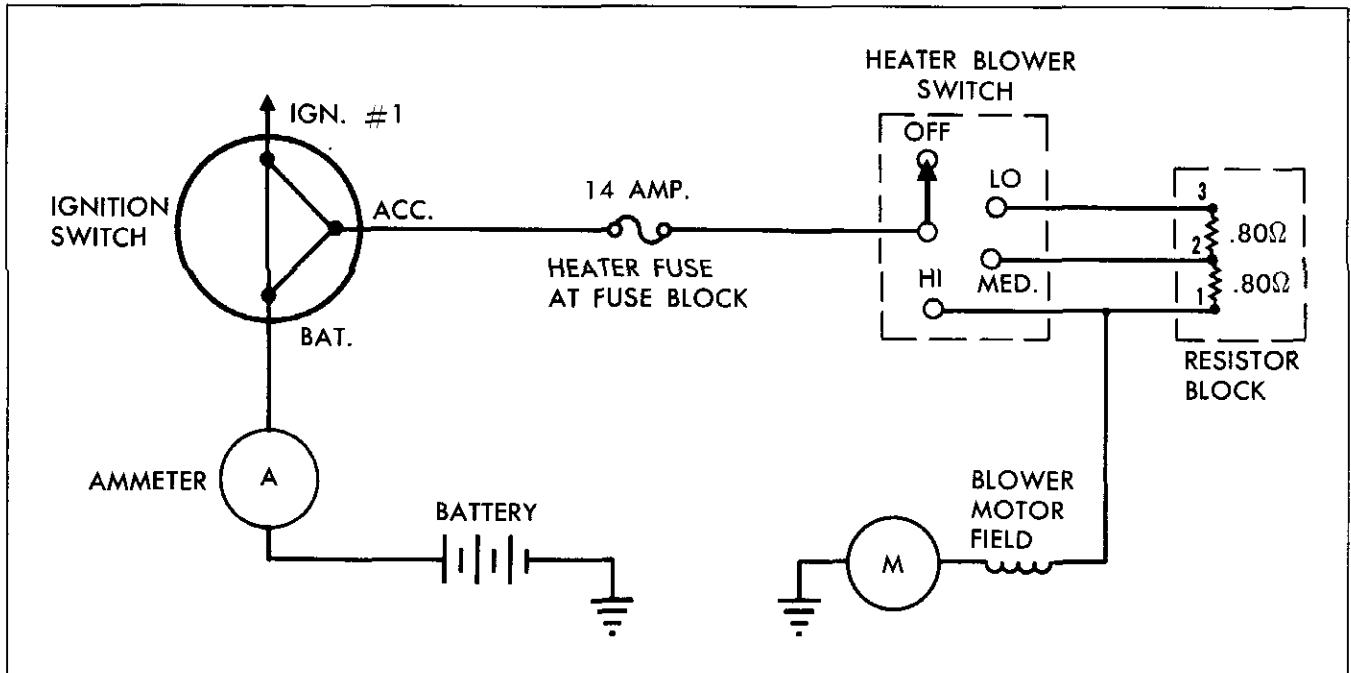 HEATER BLOWER
SWITCH
IGN. #1
OFF
LO
3
IGNITION
SWITCH
ACC.
14 AMP.
.80Ω
2
HEATER FUSE
AT FUSE BLOCK
HI
MED.
.80Ω
1
BAT.
RESISTOR
BLOCK
AMMETER
A
BATTERY
BLOWER
MOTOR
FIELD
M